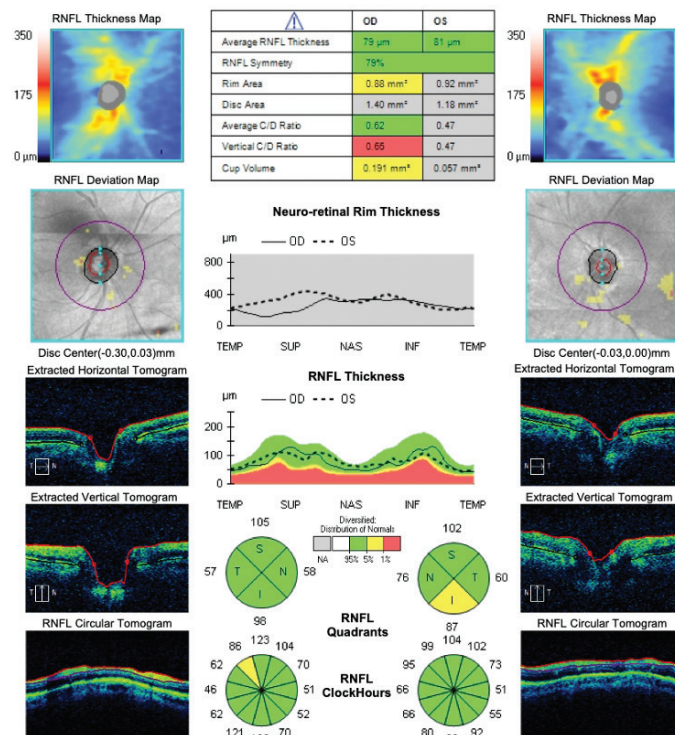 RNFL Thickness Map
350
175
0 µm
OD
OS
Average RNFL Thickness
79 µm
81 µm
RNFL Symmetry
79%
Rim Area
0.88 mm²
0.92 mm²
Disc Area
1.40 mm²
1.18 mm²
Average C/D Ratio
0.62
0.47
Vertical C/D Ratio
0.65
0.47
Cup Volume
0.191 mm³
0.057 mm³
RNFL Thickness Map
350
175
0 µm
RNFL Deviation Map
Disc Center(-0.30,0.03)mm
Neuro-retinal Rim Thickness
µm
OD
OS
800
400
0
TEMP
SUP
NAS
INF
TEMP
RNFL Deviation Map
Disc Center(-0.03,0.00)mm
Extracted Horizontal Tomogram
T
N
RNFL Thickness
µm
OD
OS
200
100
0
TEMP
SUP
NAS
INF
TEMP
Extracted Horizontal Tomogram
N
T
Extracted Vertical Tomogram
T
N
Diversified:
Distribution of Normals
NA
95%
5%
1%
105
S
57
T
N
58
I
98
102
S
76
N
T
60
I
87
RNFL
Quadrants
Extracted Vertical Tomogram
N
T
RNFL Circular Tomogram
86
123
104
62
70
46
51
62
52
121
70
RNFL
ClockHours
99
104
102
95
73
66
51
66
55
80
92
RNFL Circular Tomogram